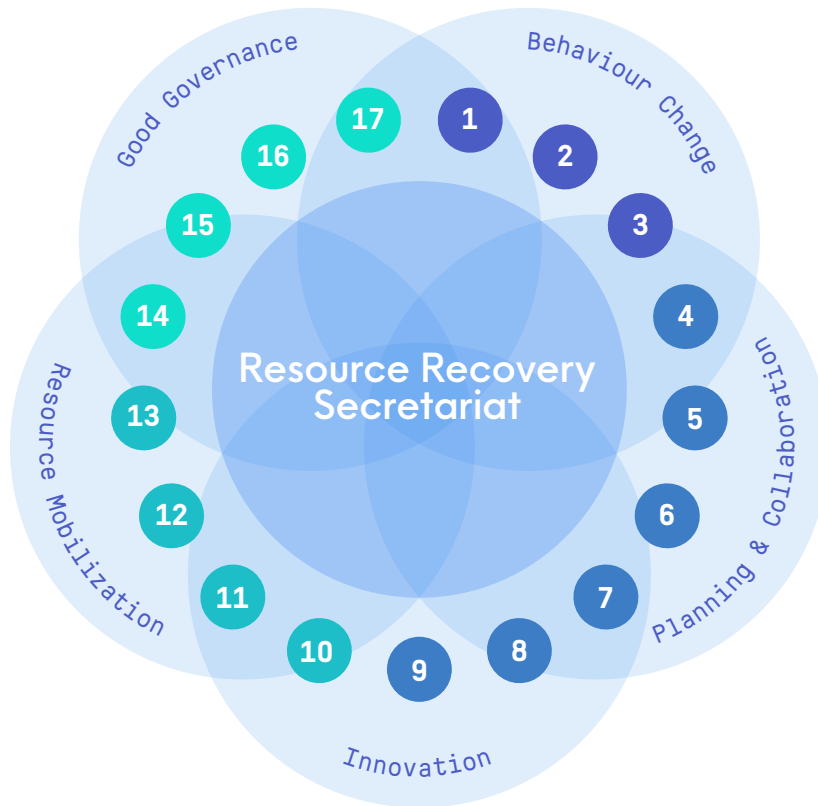 Good Governance
Behaviour Change
17
1
16
2
15
3
14
4
Resource Recovery
Secretariat
13
5
12
6
11
7
10
8
9
Resource Mobilization
Planning & Collaboration
Innovation